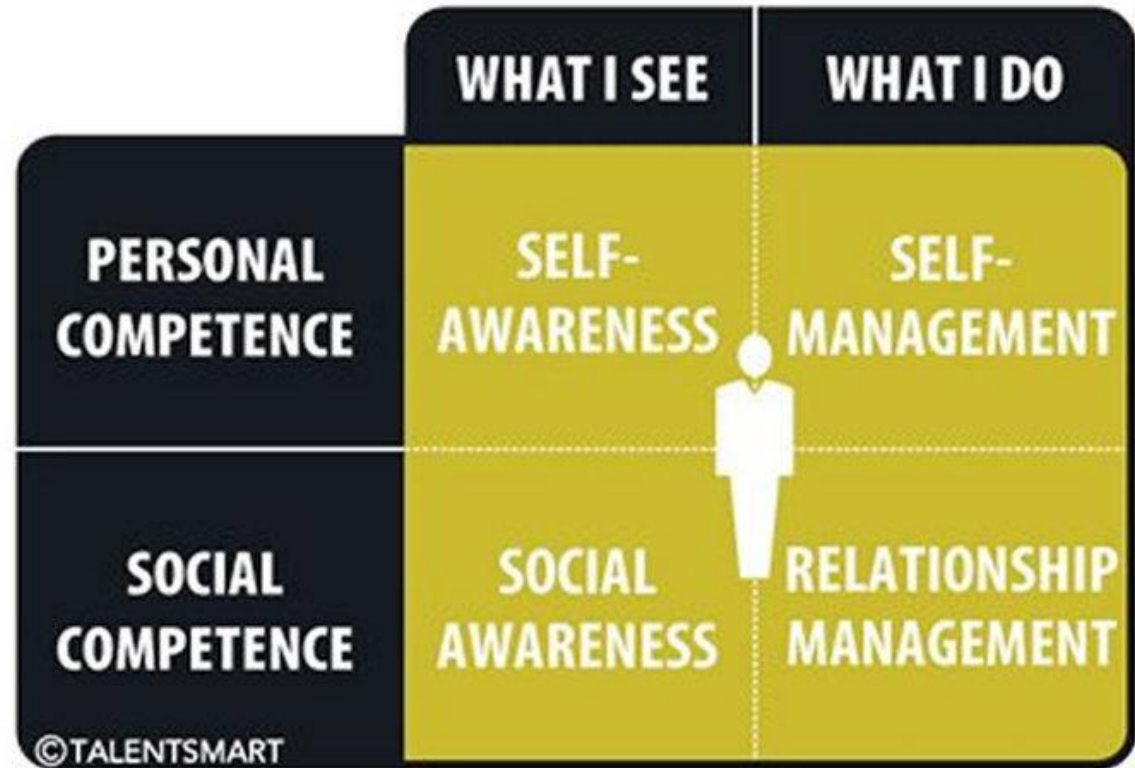 WHAT I SEE
WHAT I DO
PERSONAL
COMPETENCE
SELF-
AWARENESS
SELF-
MANAGEMENT
SOCIAL
COMPETENCE
SOCIAL
AWARENESS
RELATIONSHIP
MANAGEMENT
©TALENTSMART